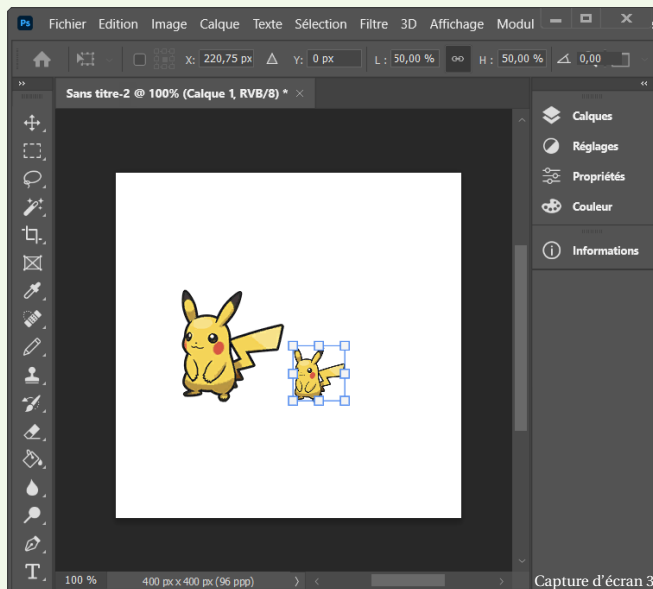 Ps Fichier Edition Image Calque Texte Sélection Filtre 3D Affichage Modul
X: 220,75 px Δ Y: 0 px L: 50,00 % H: 50,00 % 0,00
Sans titre-2 @ 100% (Calque 1, RVB/8) * ×
Calques
Réglages
Propriétés
Couleur
Informations
T
100 % 400 px x 400 px (96 ppp)
Capture d'écran 3